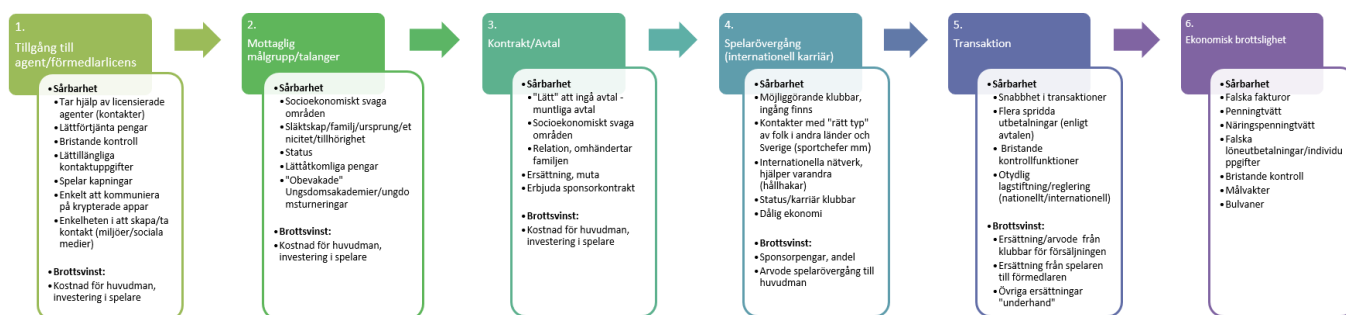 1.
Tillgång till
agent/förmedlarlicens
• Sårbarhet
• Tar hjälp av licensierade
agenter (kontakter)
• Lättförtjänta pengar
• Bristande kontroll
• Lättillängliga
kontaktuppgifter
• Spelar kapningar
• Enkelt att kommuniera
på krypterade appar
• Enkelheten i att skapa/ta
kontakt (miljöer/sociala
medier)
• Brottsvinst:
• Kostnad för huvudman,
investering i spelare
2.
Mottaglig
målgrupp/talanger
• Sårbarhet
• Socioekonomiskt svaga
områden
• Släktskap/familj/ursprung/et
nicitet/tillhörighet
• Status
• Lättåtkomliga pengar
• "Obevakade"
Ungsdomsakademier/ungdo
msturneringar
• Brottsvinst:
• Kostnad för huvudman,
investering i spelare
3.
Kontrakt/Avtal
• Sårbarhet
• "Lätt" att ingå avtal -
muntliga avtal
• Socioekonomiskt svaga
områden
• Relation, omhändertar
familjen
• Ersättning, muta
• Erbjuda sponsorkontrakt
• Brottsvinst:
• Kostnad för huvudman,
investering i spelare
4.
Spelarövergång
(internationell karriär)
• Sårbarhet
• Möjliggörande klubbar,
ingång finns
• Kontakter med "rätt typ"
av folk i andra länder och
Sverige (sportchefer mm)
• Internationella nätverk,
hjälper varandra
(hållhakar)
• Status/karriär klubbar
• Dålig ekonomi
• Brottsvinst:
• Sponsorpengar, andel
• Arvode spelarövergång till
huvudman
5.
Transaktion
• Sårbarhet
• Snabbhet i transaktioner
• Flera spridda
utbetalningar (enligt
avtalen)
• Bristande
kontrollfunktioner
• Otydlig
lagstiftning/reglering
(nationellt/internationell)
• Brottsvinst:
• Ersättning/arvode från
klubbar för försäljningen
• Ersättning från spelaren
till förmedlaren
• Övriga ersättningar
"underhand"
6.
Ekonomisk brottslighet
• Sårbarhet
• Falska fakturor
• Penningtvätt
• Näringspenningtvätt
• Falska
löneutbetalningar/individu
ppgifter
• Bristande kontroll
• Målvakter
• Bulvaner